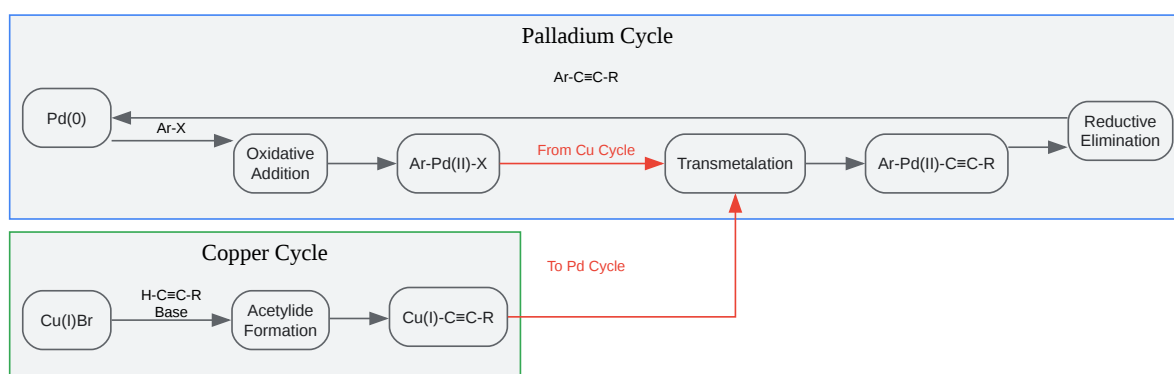 Palladium Cycle
Ar-C≡C-R
Pd(0)
Ar-X
Oxidative
Addition
Ar-Pd(II)-X
From Cu Cycle
Transmetalation
Ar-Pd(II)-C≡C-R
Reductive
Elimination
Copper Cycle
To Pd Cycle
Cu(I)Br
H-C≡C-R
Base
Acetylide
Formation
Cu(I)-C≡C-R